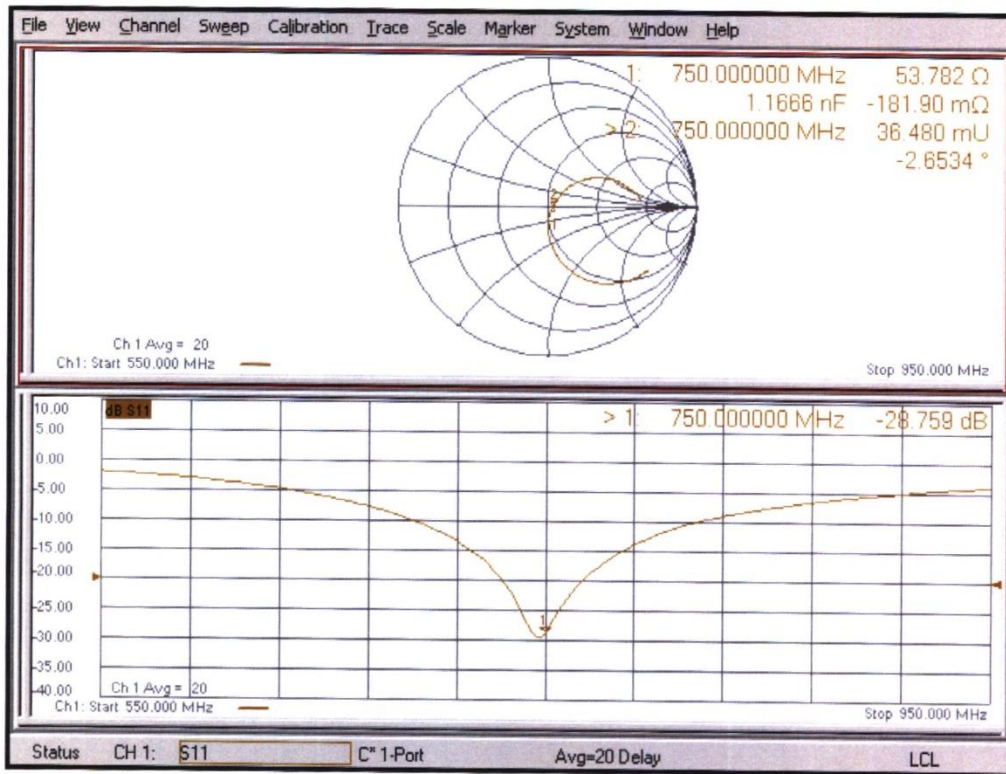 File View Channel Sweep Calibration Trace Scale Marker System Window Help
1: 750.000000 MHz 53.782 Ω
1.1666 nF -181.90 mΩ
> 2: 750.000000 MHz 36.480 mU
-2.6534 °
Ch 1 Avg = 20
Ch1: Start 550.000 MHz
Stop 950.000 MHz
10.00
dB S11
> 1: 750.000000 MHz -28.759 dB
5.00
0.00
-5.00
-10.00
-15.00
-20.00
-25.00
1
-30.00
-35.00
-40.00
Ch 1 Avg = 20
Ch1: Start 550.000 MHz
Stop 950.000 MHz
Status CH 1: S11 C* 1-Port Avg=20 Delay LCL